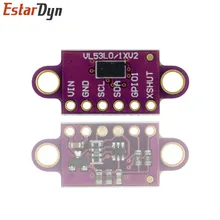 EstarDyn
VL53L0/1XV2
VIN
GND
SCL
SDA
GPIO1
XSHUT